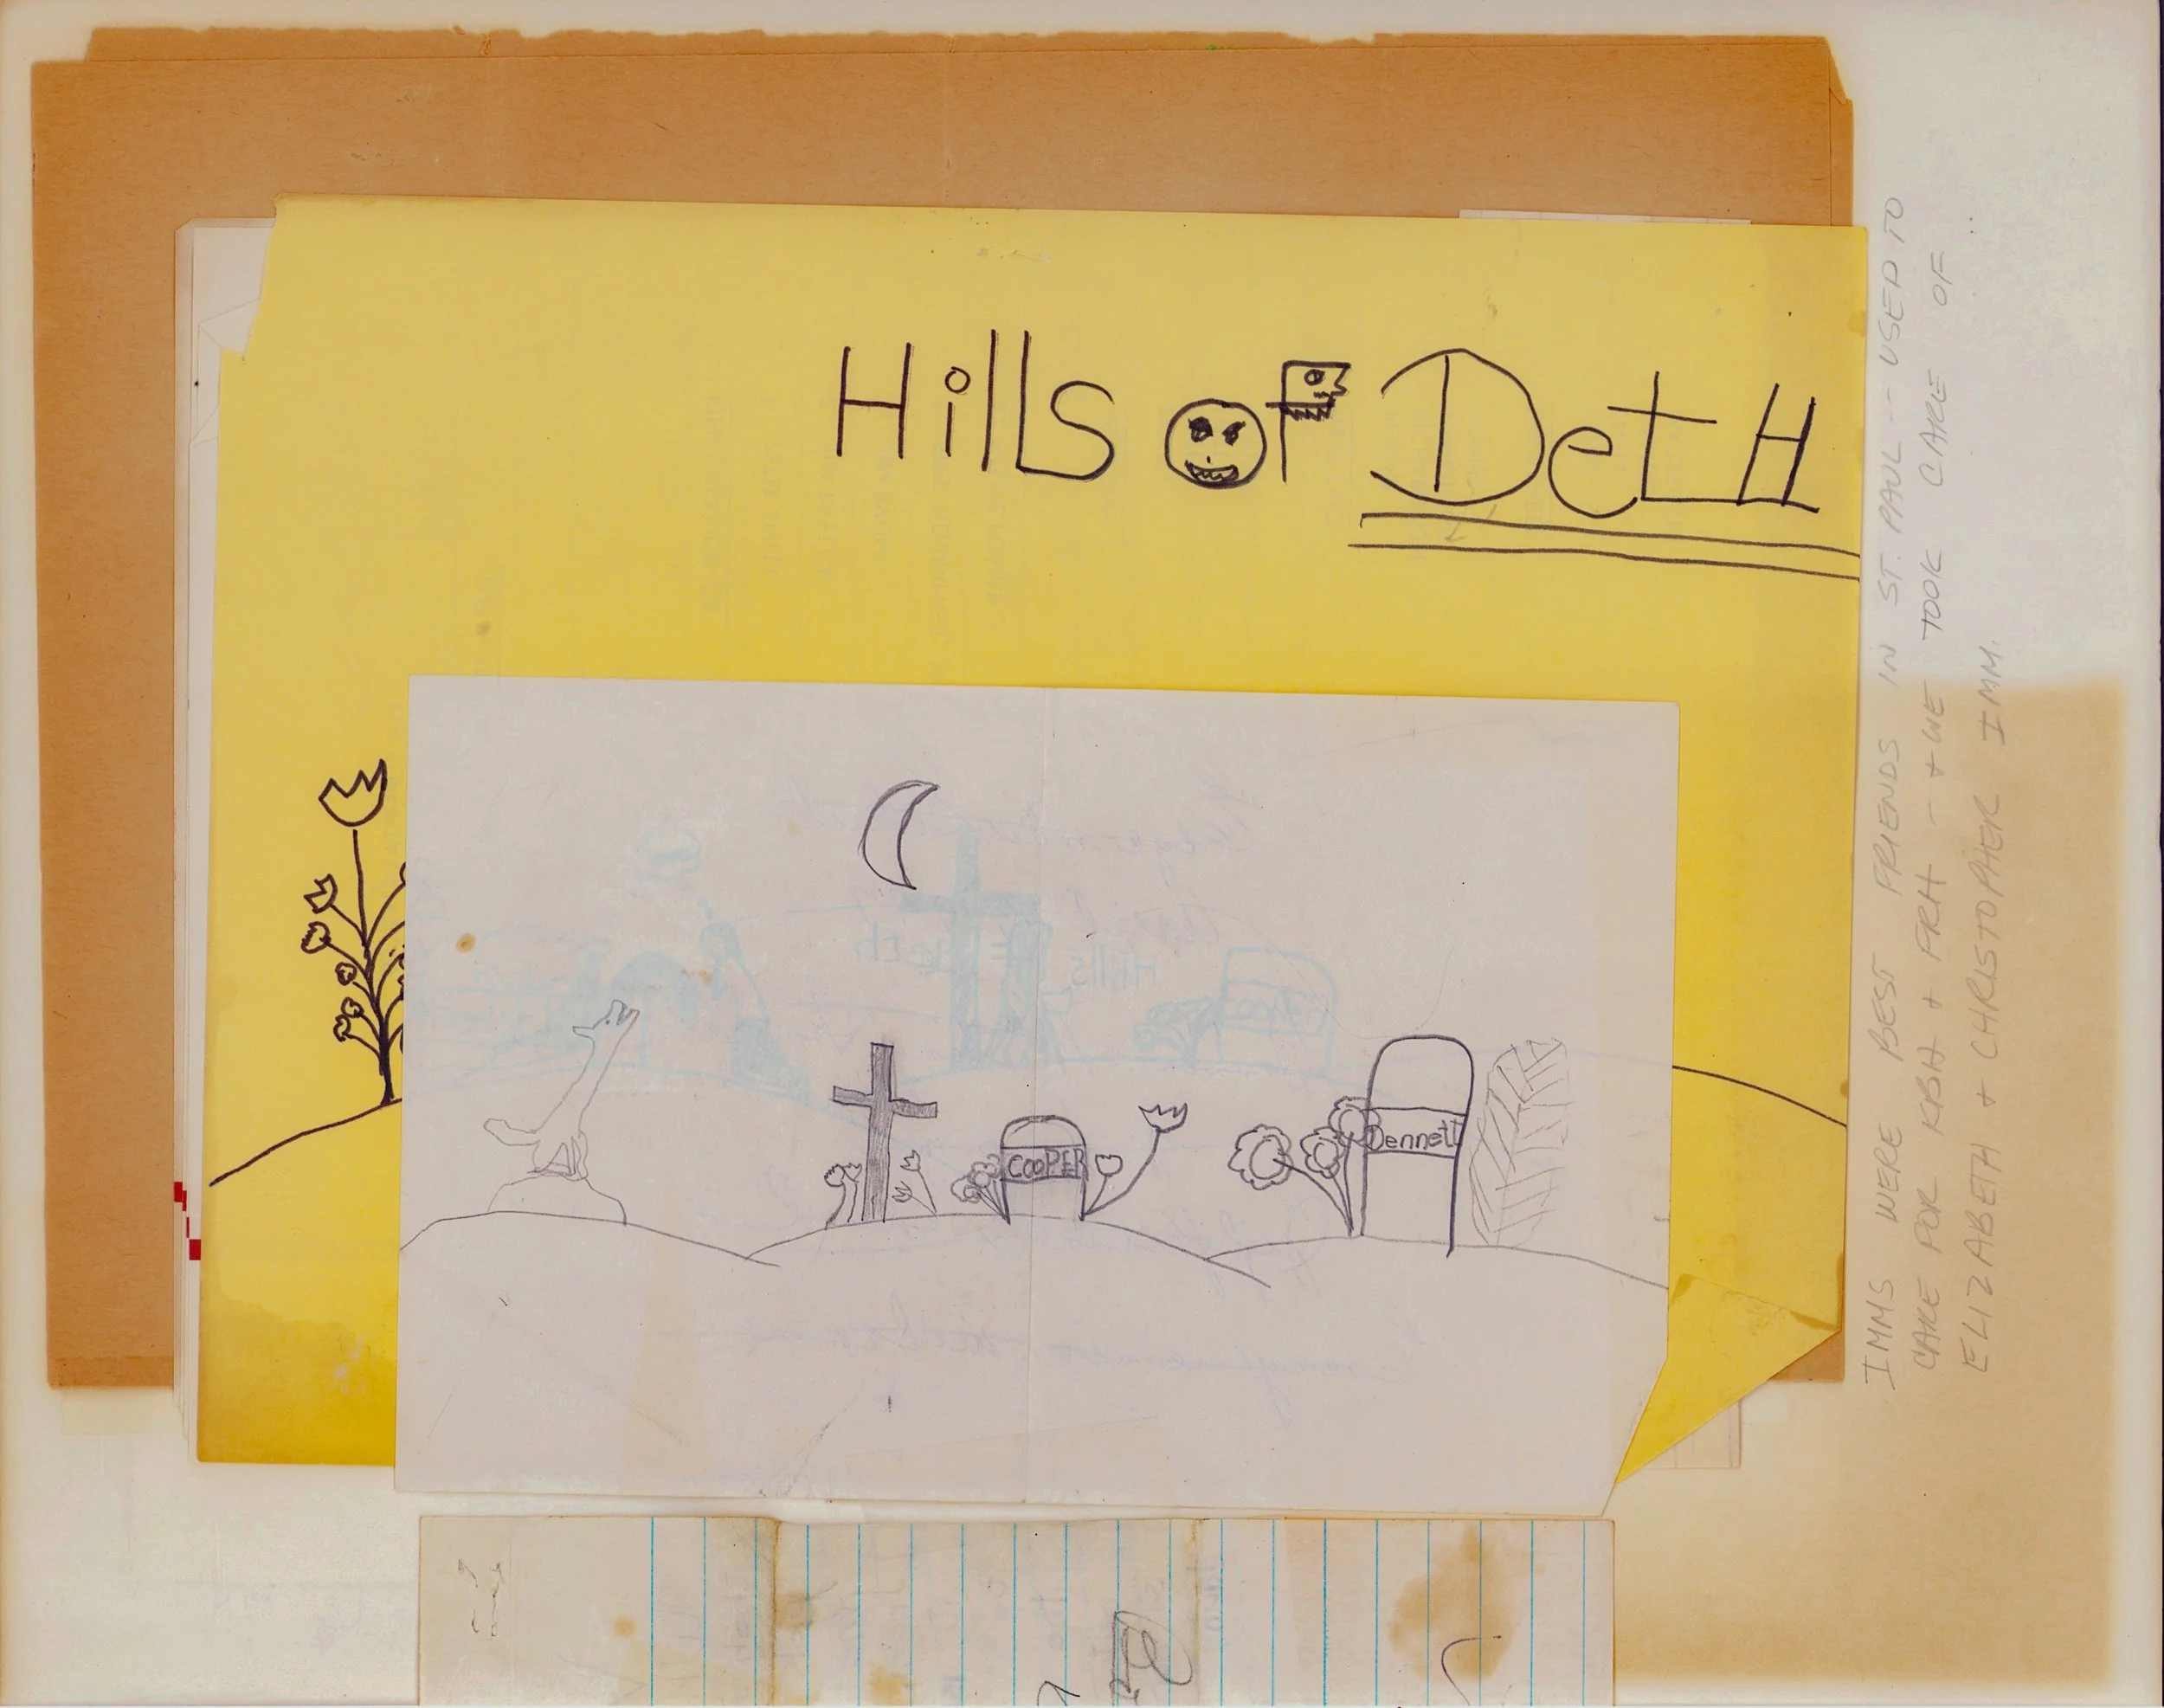 Hills of DetH
COOPER
Dennett
IMMS WERE BEST FRIENDS IN ST. PAUL -- USED TO
CARE FOR KBH + FRH -- + WE TOOK CARE OF
ELIZABETH + CHRISTOPHER IMM.